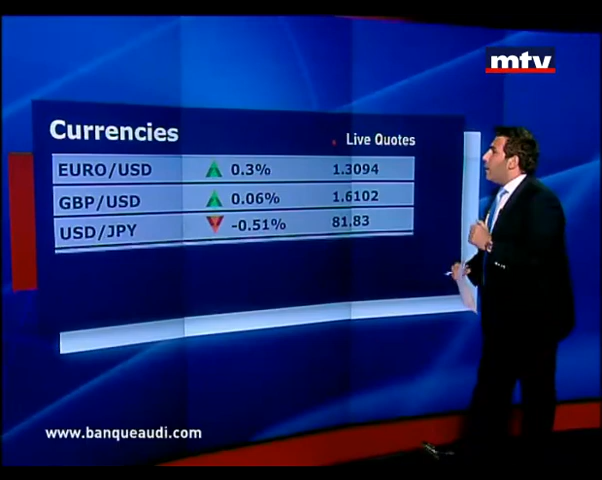 mtv
Currencies
Live Quotes
EURO/USD 0.3% 1.3094
GBP/USD 0.06% 1.6102
USD/JPY -0.51% 81.83
www.banqueaudi.com